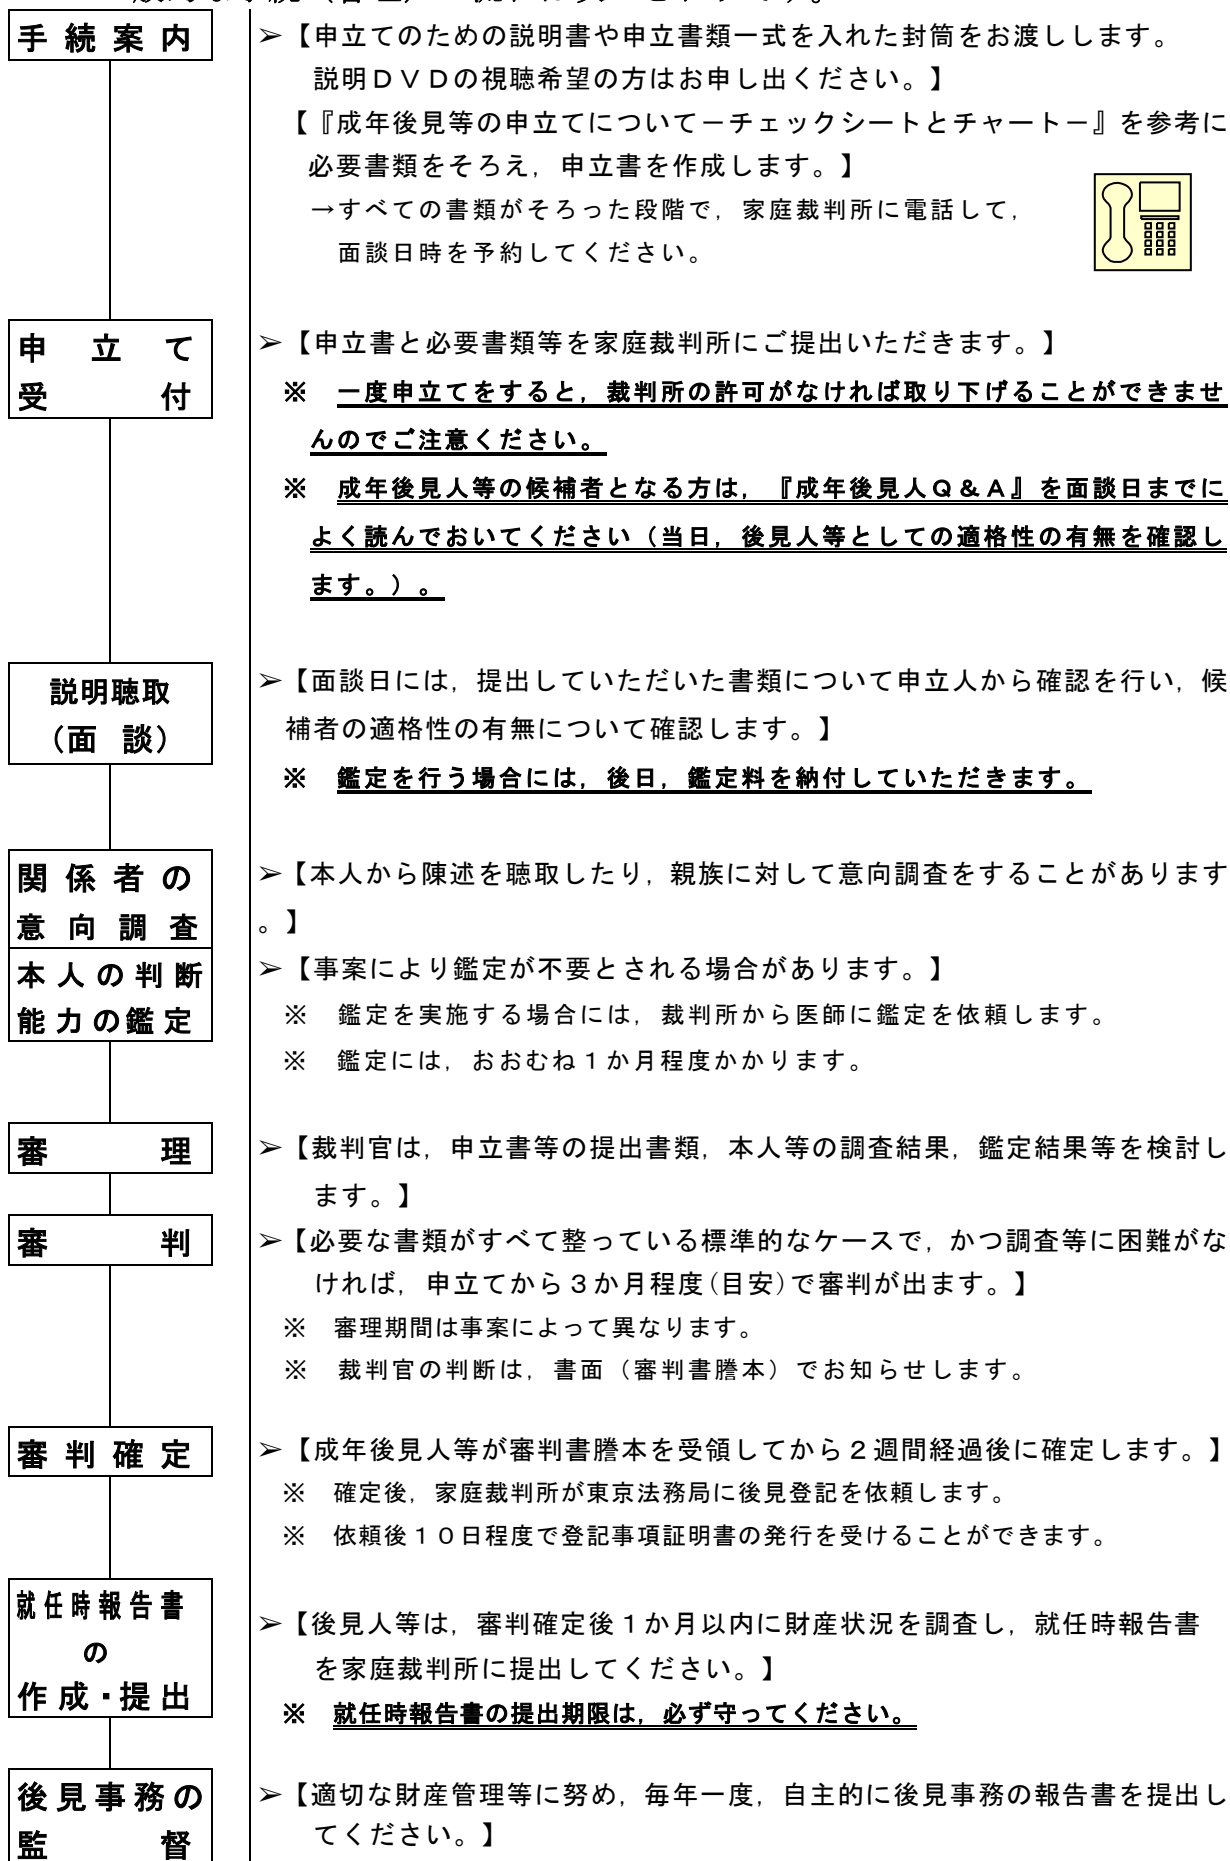 手続案内
➢【申立てのための説明書や申立書類一式を入れた封筒をお渡しします。
説明ＤＶＤの視聴希望の方はお申し出ください。】
【『成年後見等の申立てについて－チェックシートとチャート－』を参考に
必要書類をそろえ，申立書を作成します。】
→すべての書類がそろった段階で，家庭裁判所に電話して，
面談日時を予約してください。
申立て
受付
➢【申立書と必要書類等を家庭裁判所にご提出いただきます。】
※　一度申立てをすると，裁判所の許可がなければ取り下げることができませ
んのでご注意ください。
※　成年後見人等の候補者となる方は，『成年後見人Ｑ＆Ａ』を面談日までに
よく読んでおいてください（当日，後見人等としての適格性の有無を確認し
ます。）。
説明聴取
（面　談）
➢【面談日には，提出していただいた書類について申立人から確認を行い，候
補者の適格性の有無について確認します。】
※　鑑定を行う場合には，後日，鑑定料を納付していただきます。
関係者の
意向調査
➢【本人から陳述を聴取したり，親族に対して意向調査をすることがあります
。】
本人の判断
能力の鑑定
➢【事案により鑑定が不要とされる場合があります。】
※　鑑定を実施する場合には，裁判所から医師に鑑定を依頼します。
※　鑑定には，おおむね１か月程度かかります。
審理
➢【裁判官は，申立書等の提出書類，本人等の調査結果，鑑定結果等を検討し
ます。】
審判
➢【必要な書類がすべて整っている標準的なケースで，かつ調査等に困難がな
ければ，申立てから３か月程度(目安)で審判が出ます。】
※　審理期間は事案によって異なります。
※　裁判官の判断は，書面（審判書謄本）でお知らせします。
審判確定
➢【成年後見人等が審判書謄本を受領してから２週間経過後に確定します。】
※　確定後，家庭裁判所が東京法務局に後見登記を依頼します。
※　依頼後１０日程度で登記事項証明書の発行を受けることができます。
就任時報告書
の
作成・提出
➢【後見人等は，審判確定後１か月以内に財産状況を調査し，就任時報告書
を家庭裁判所に提出してください。】
※　就任時報告書の提出期限は，必ず守ってください。
後見事務の
監督
➢【適切な財産管理等に努め，毎年一度，自主的に後見事務の報告書を提出し
てください。】